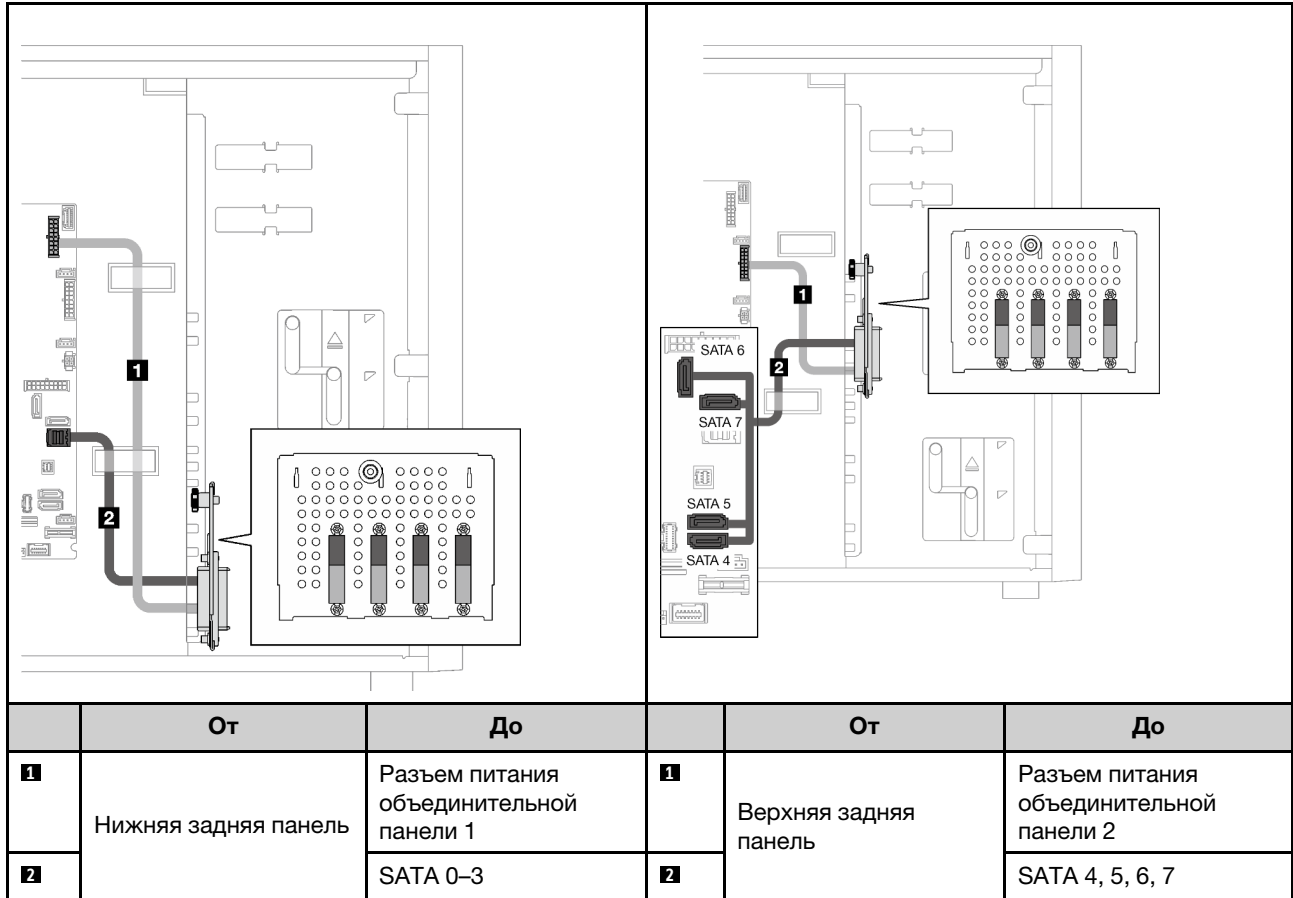 1
2
SATA 6
SATA 7
SATA 5
SATA 4
1
2
От До От До
1 Нижняя задняя панель Разъем питания объединительной панели 1
2 SATA 0–3
1 Верхняя задняя панель Разъем питания объединительной панели 2
2 SATA 4, 5, 6, 7